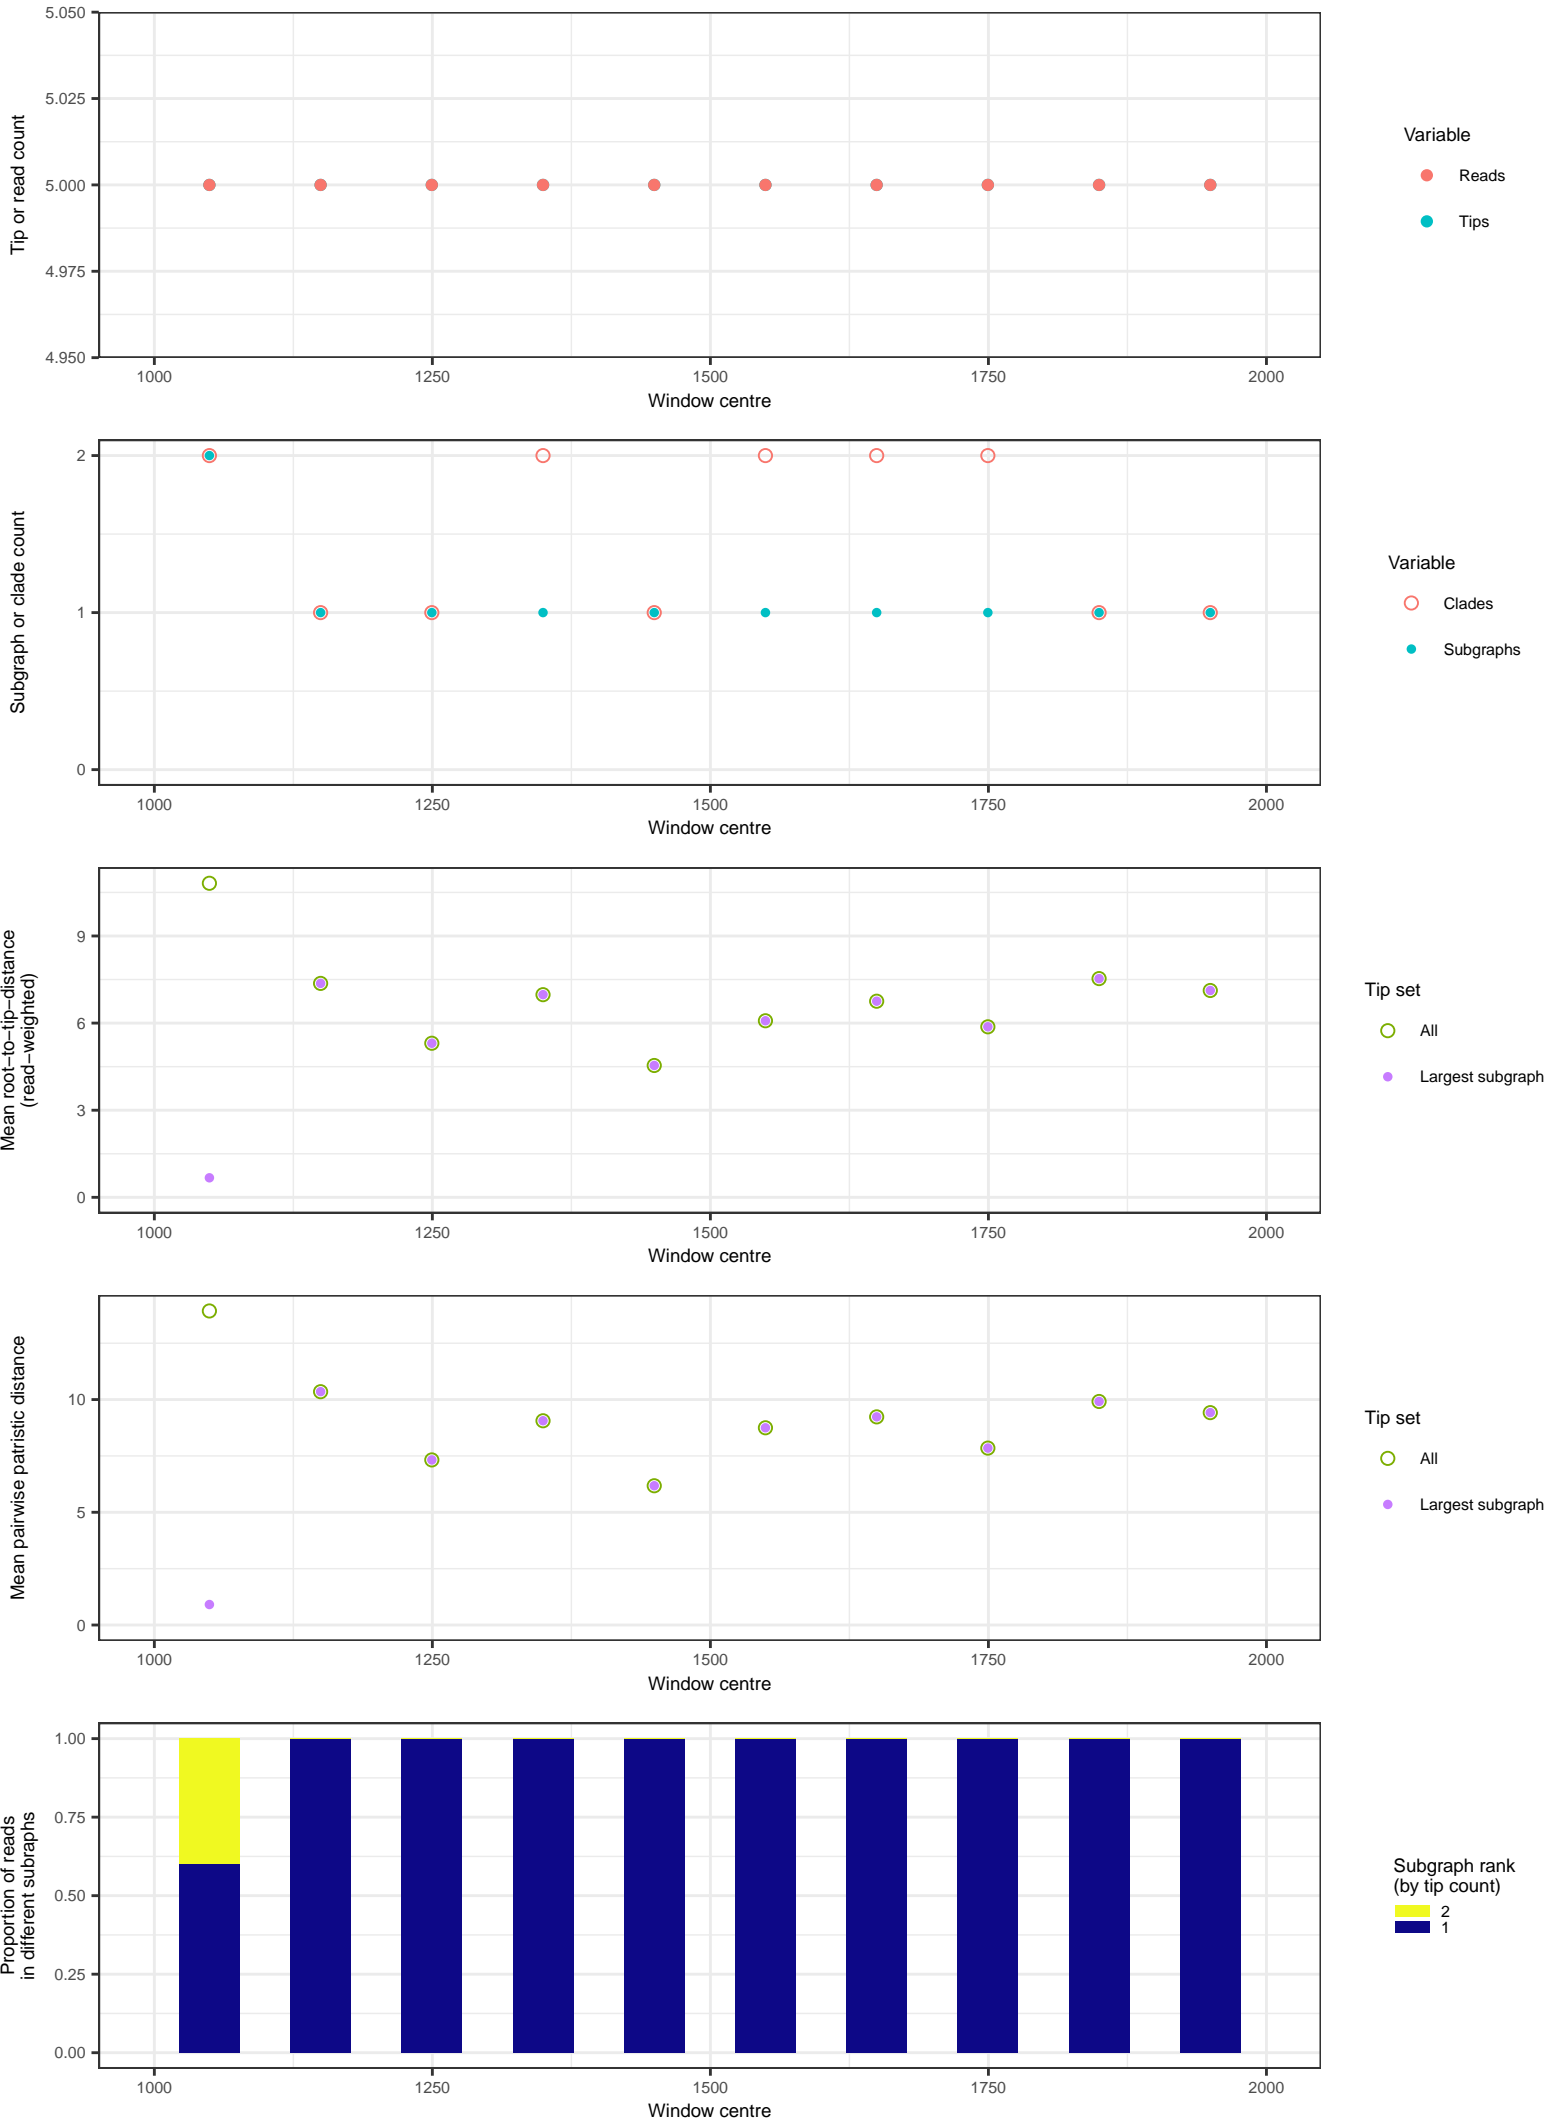 5.050
5.025
5.000
4.975
4.950
Tip or read count
1000 1250 1500 1750 2000
Window centre
Variable
Reads
Tips
2
1
0
Subgraph or clade count
1000 1250 1500 1750 2000
Window centre
Variable
Clades
Subgraphs
9
6
3
0
Mean root−to−tip−distance
(read−weighted)
1000 1250 1500 1750 2000
Window centre
Tip set
All
Largest subgraph
10
5
0
Mean pairwise patristic distance
1000 1250 1500 1750 2000
Window centre
Tip set
All
Largest subgraph
1.00
0.75
0.50
0.25
0.00
Proportion of reads
in different subraphs
1000 1250 1500 1750 2000
Window centre
Subgraph rank
(by tip count)
2
1